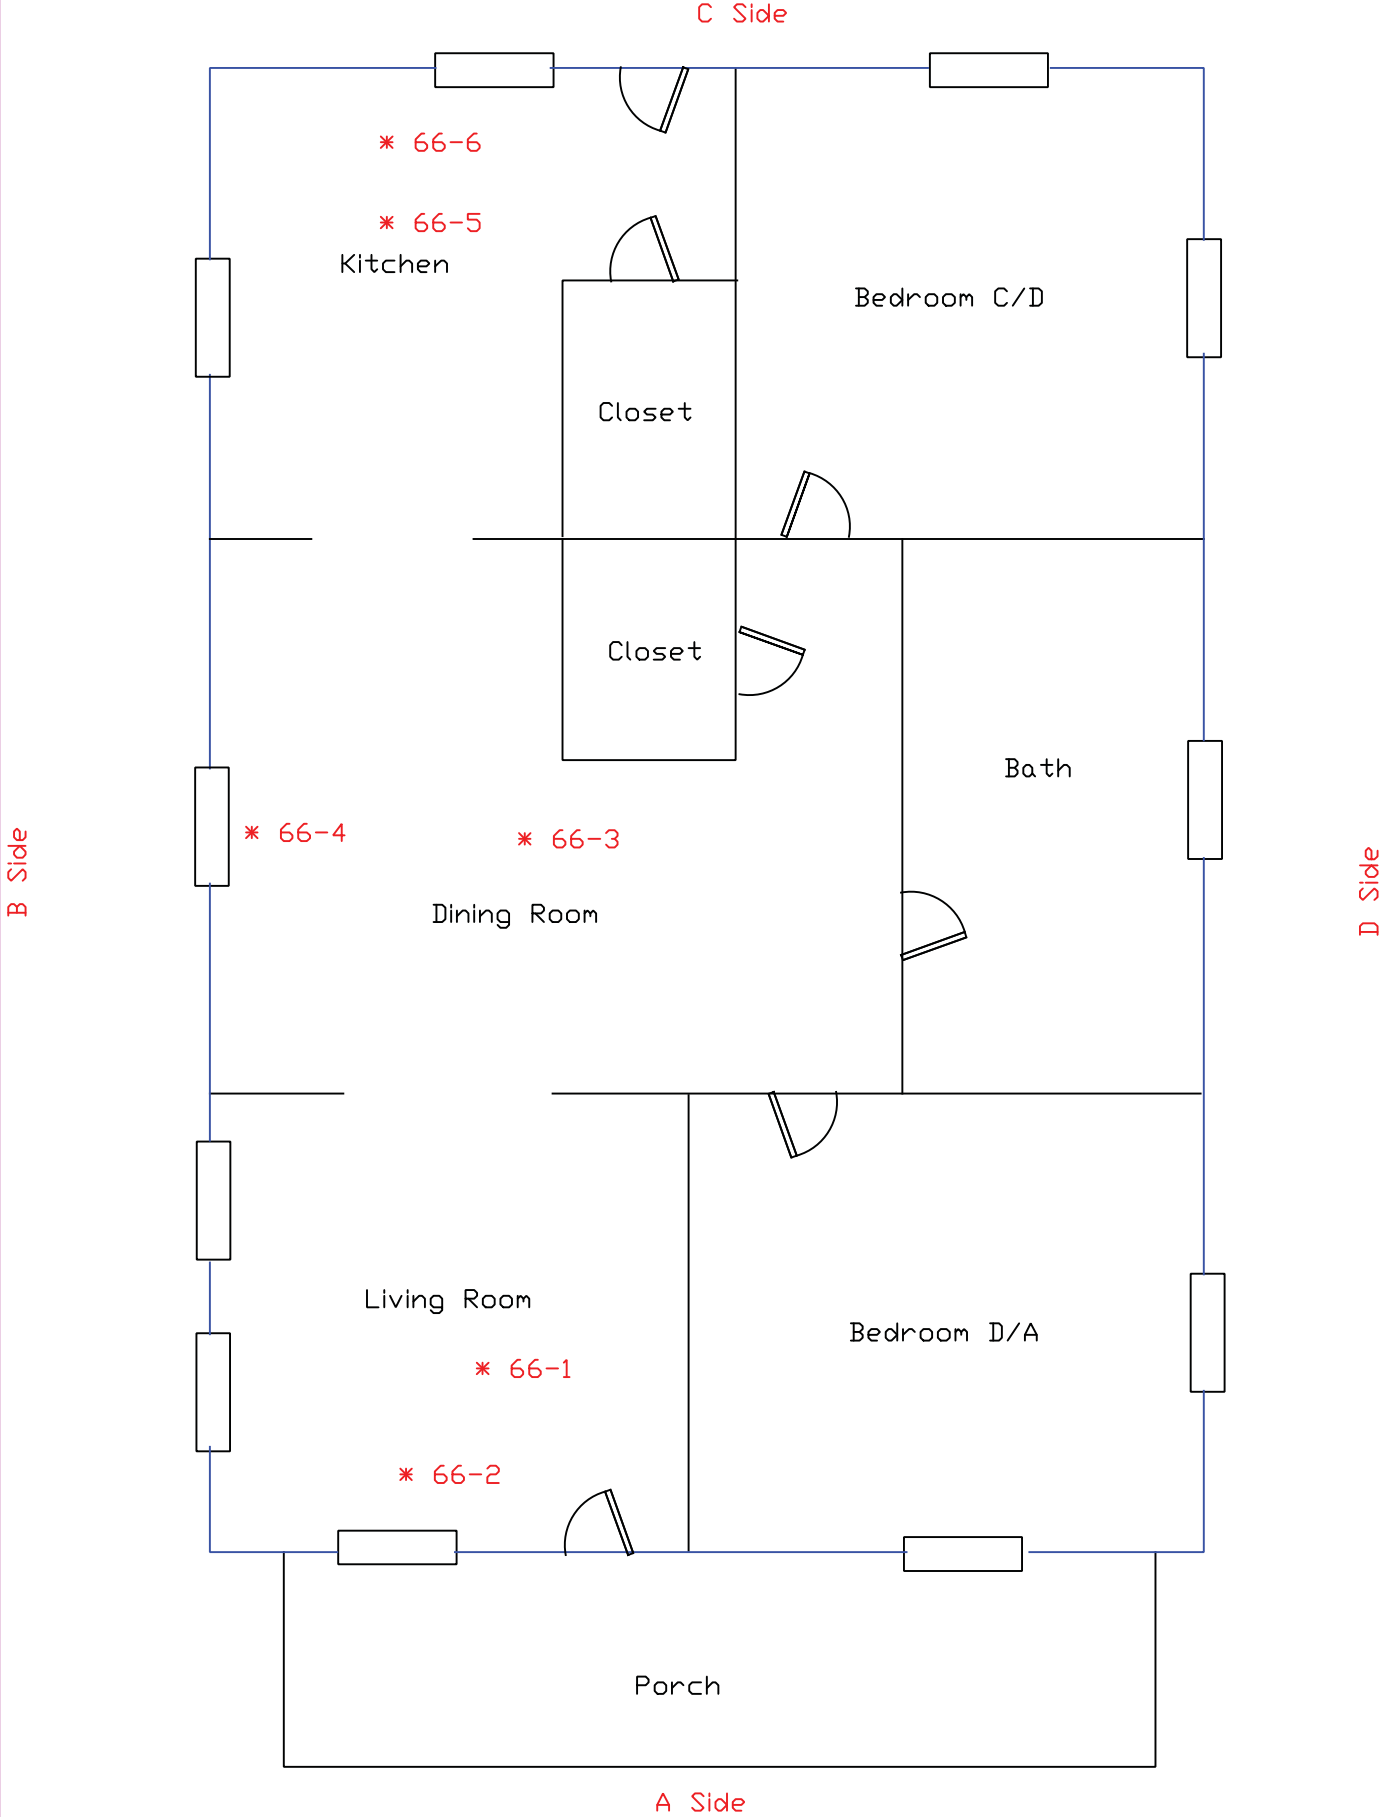 C Side
* 66-6
* 66-5
Kitchen
Bedroom C/D
Closet
Closet
Bath
B Side
* 66-4
* 66-3
D Side
Dining Room
Living Room
Bedroom D/A
* 66-1
* 66-2
Porch
A Side